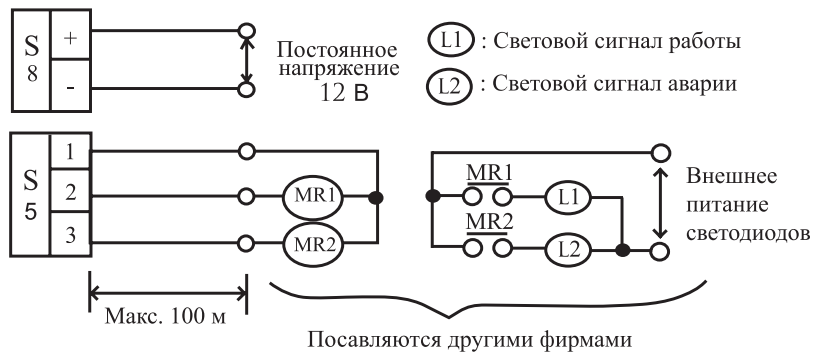 S
8
+
-
Постоянное
напряжение
12 В
L1 : Световой сигнал работы
L2 : Световой сигнал аварии
S
5
1
2
3
MR1
MR2
MR1
L1
MR2
L2
Внешнее
питание
светодиодов
Макс. 100 м
Посавляются другими фирмами